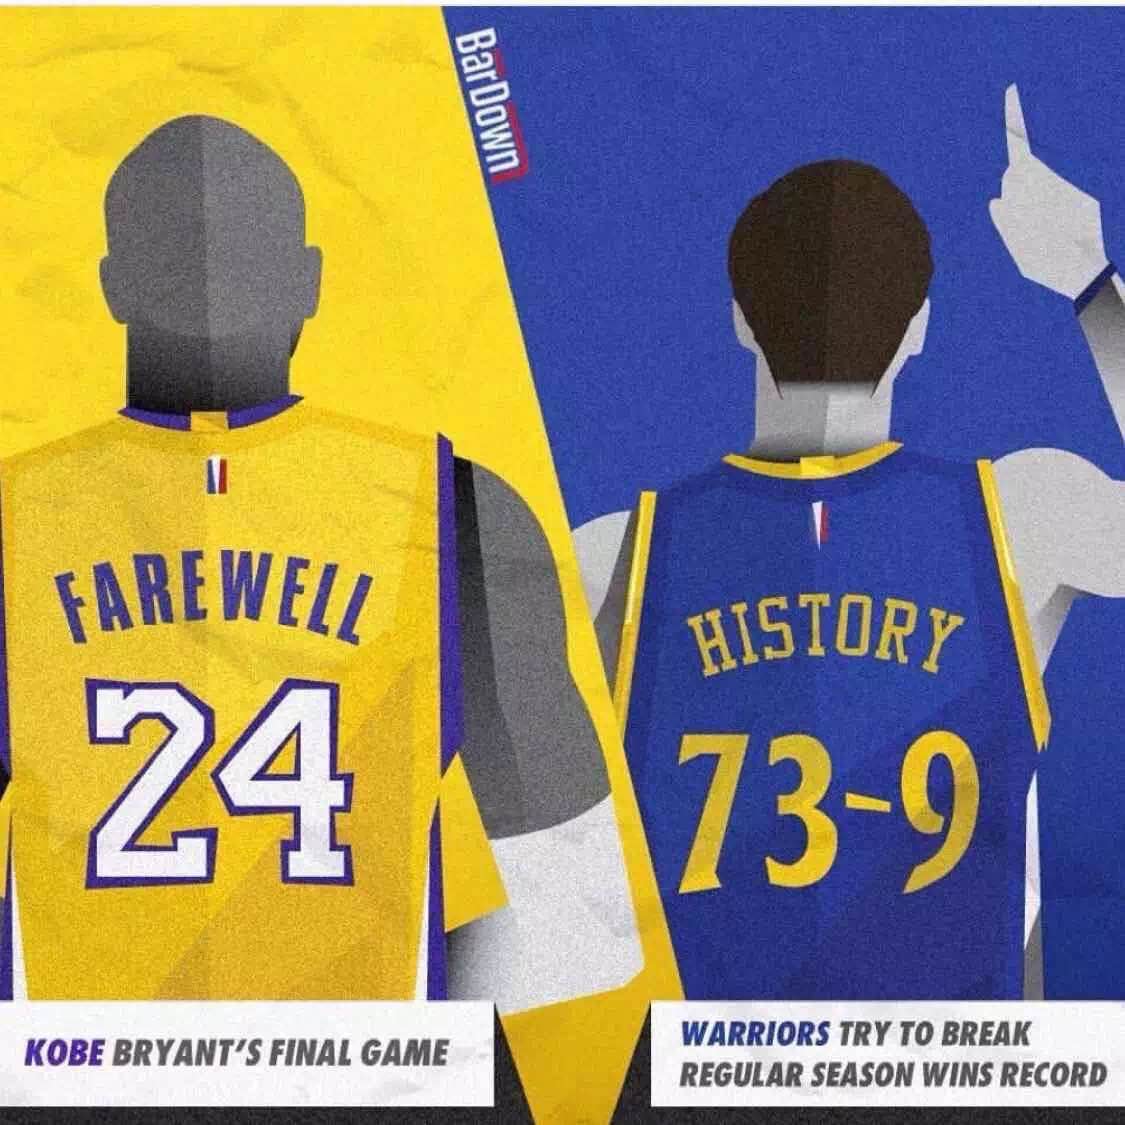 BarDown
FAREWELL
24
HISTORY
73-9
KOBE BRYANT'S FINAL GAME
WARRIORS TRY TO BREAK
REGULAR SEASON WINS RECORD